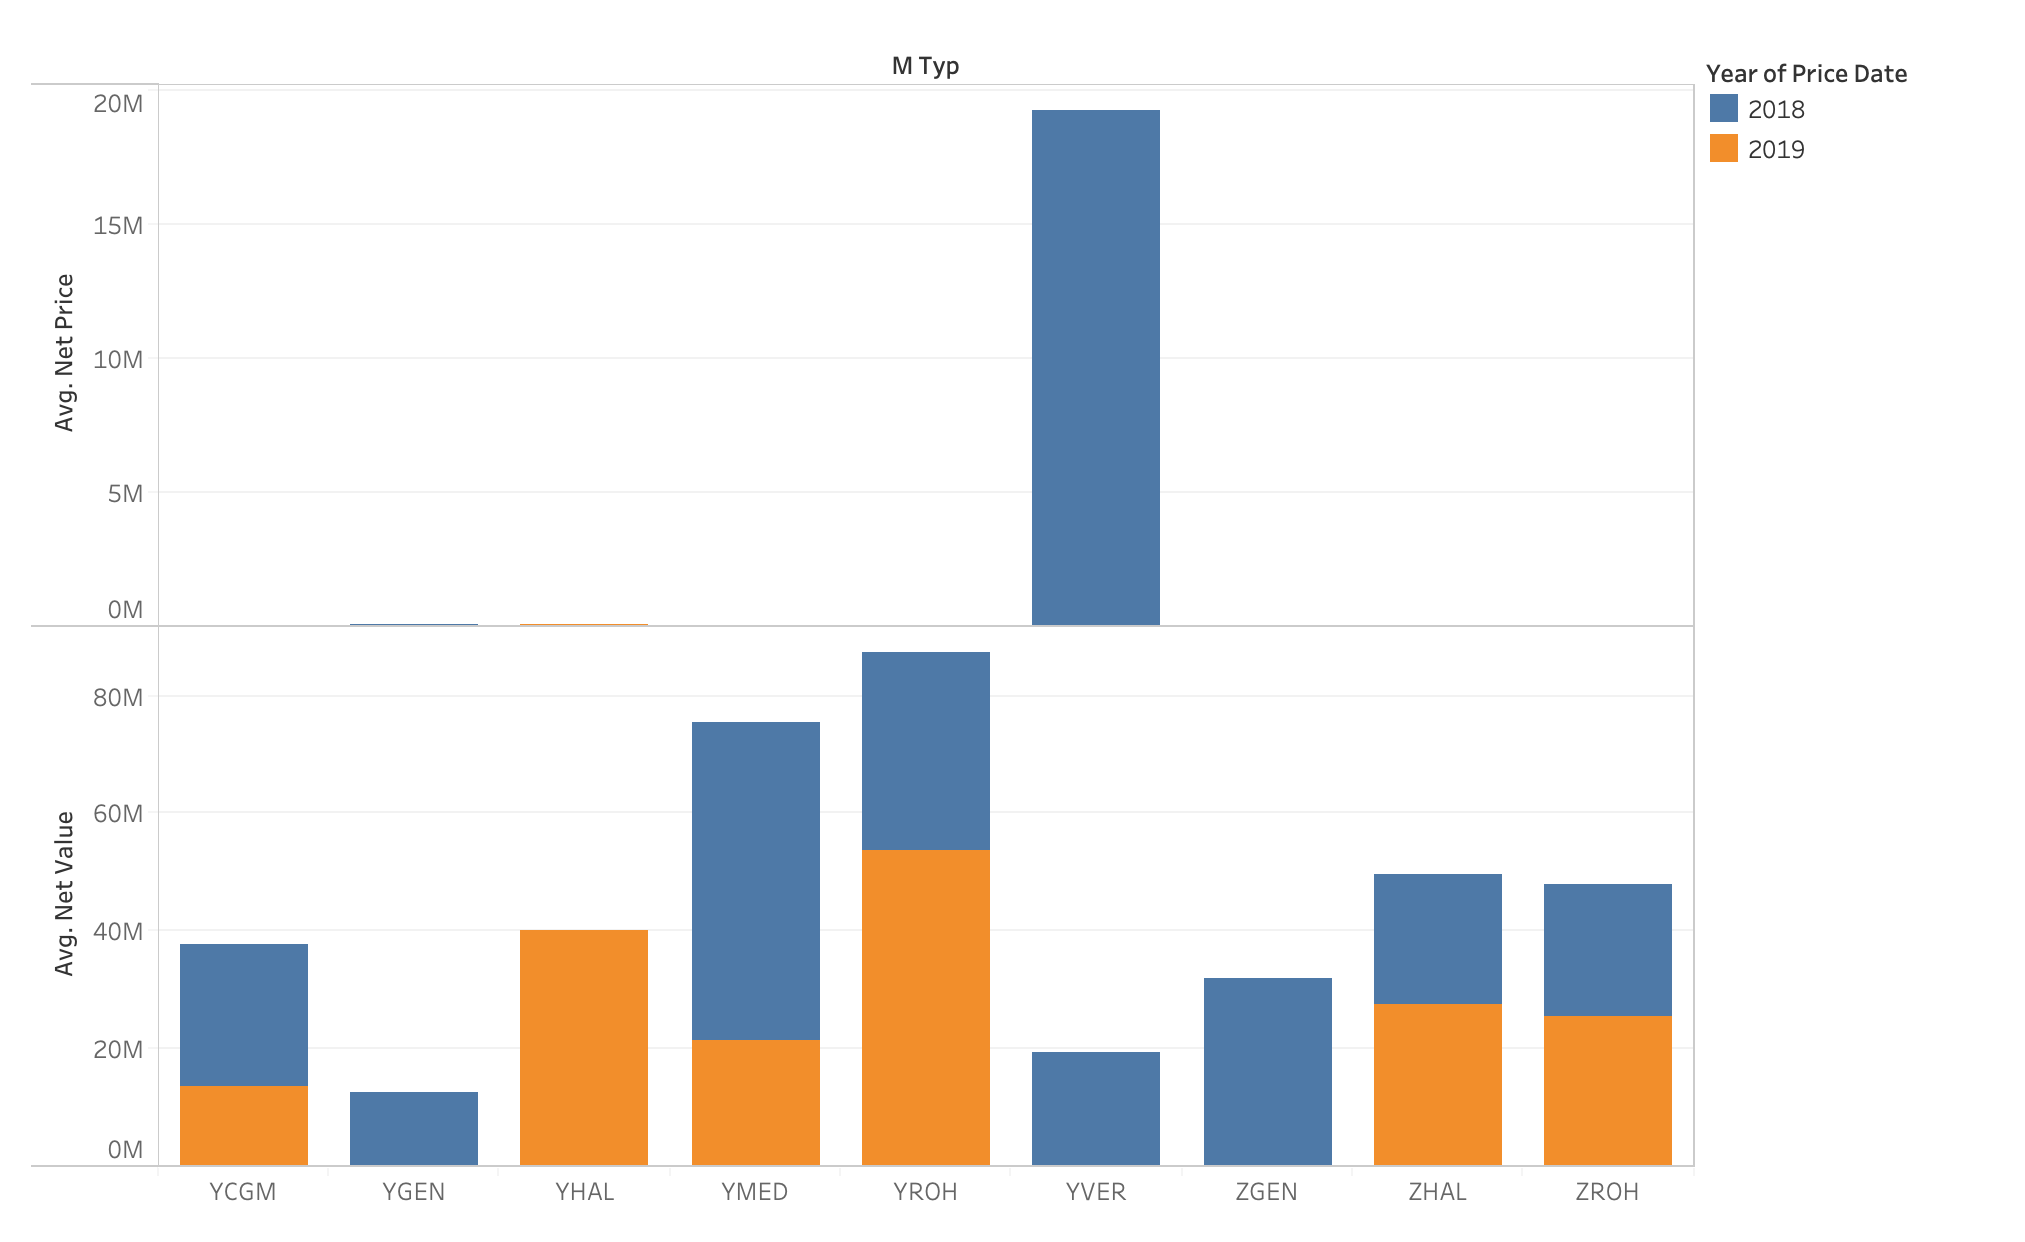 M Typ
Year of Price Date
2018
2019
Avg. Net Price
20M
15M
10M
5M
0M
Avg. Net Value
80M
60M
40M
20M
0M
YCGM YGEN YHAL YMED YROH YVER ZGEN ZHAL ZROH